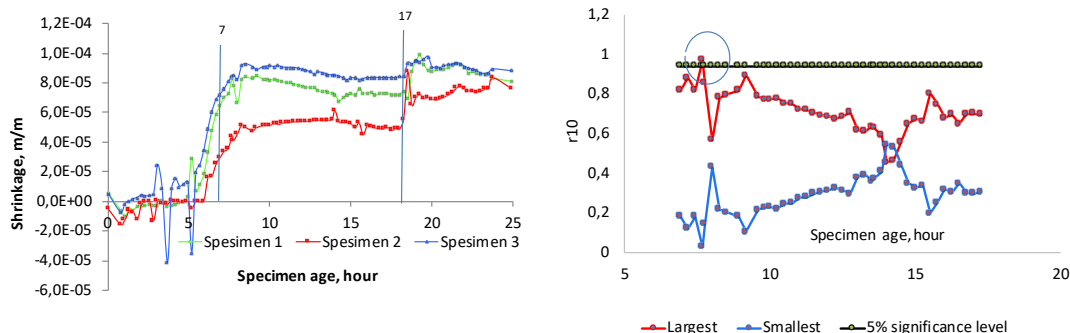 7
17
1,2E-04
1,0E-04
8,0E-05
6,0E-05
4,0E-05
2,0E-05
0,0E+00
-2,0E-05
-4,0E-05
-6,0E-05
Shrinkage, m/m
0
5
10
15
20
25
Spesimen 1
Spesimen 2
Spesimen 3
Specimen age, hour
1,2
1
0,8
0,6
0,4
0,2
0
r10
Specimen age, hour
5
10
15
20
Largest
Smallest
5% significance level